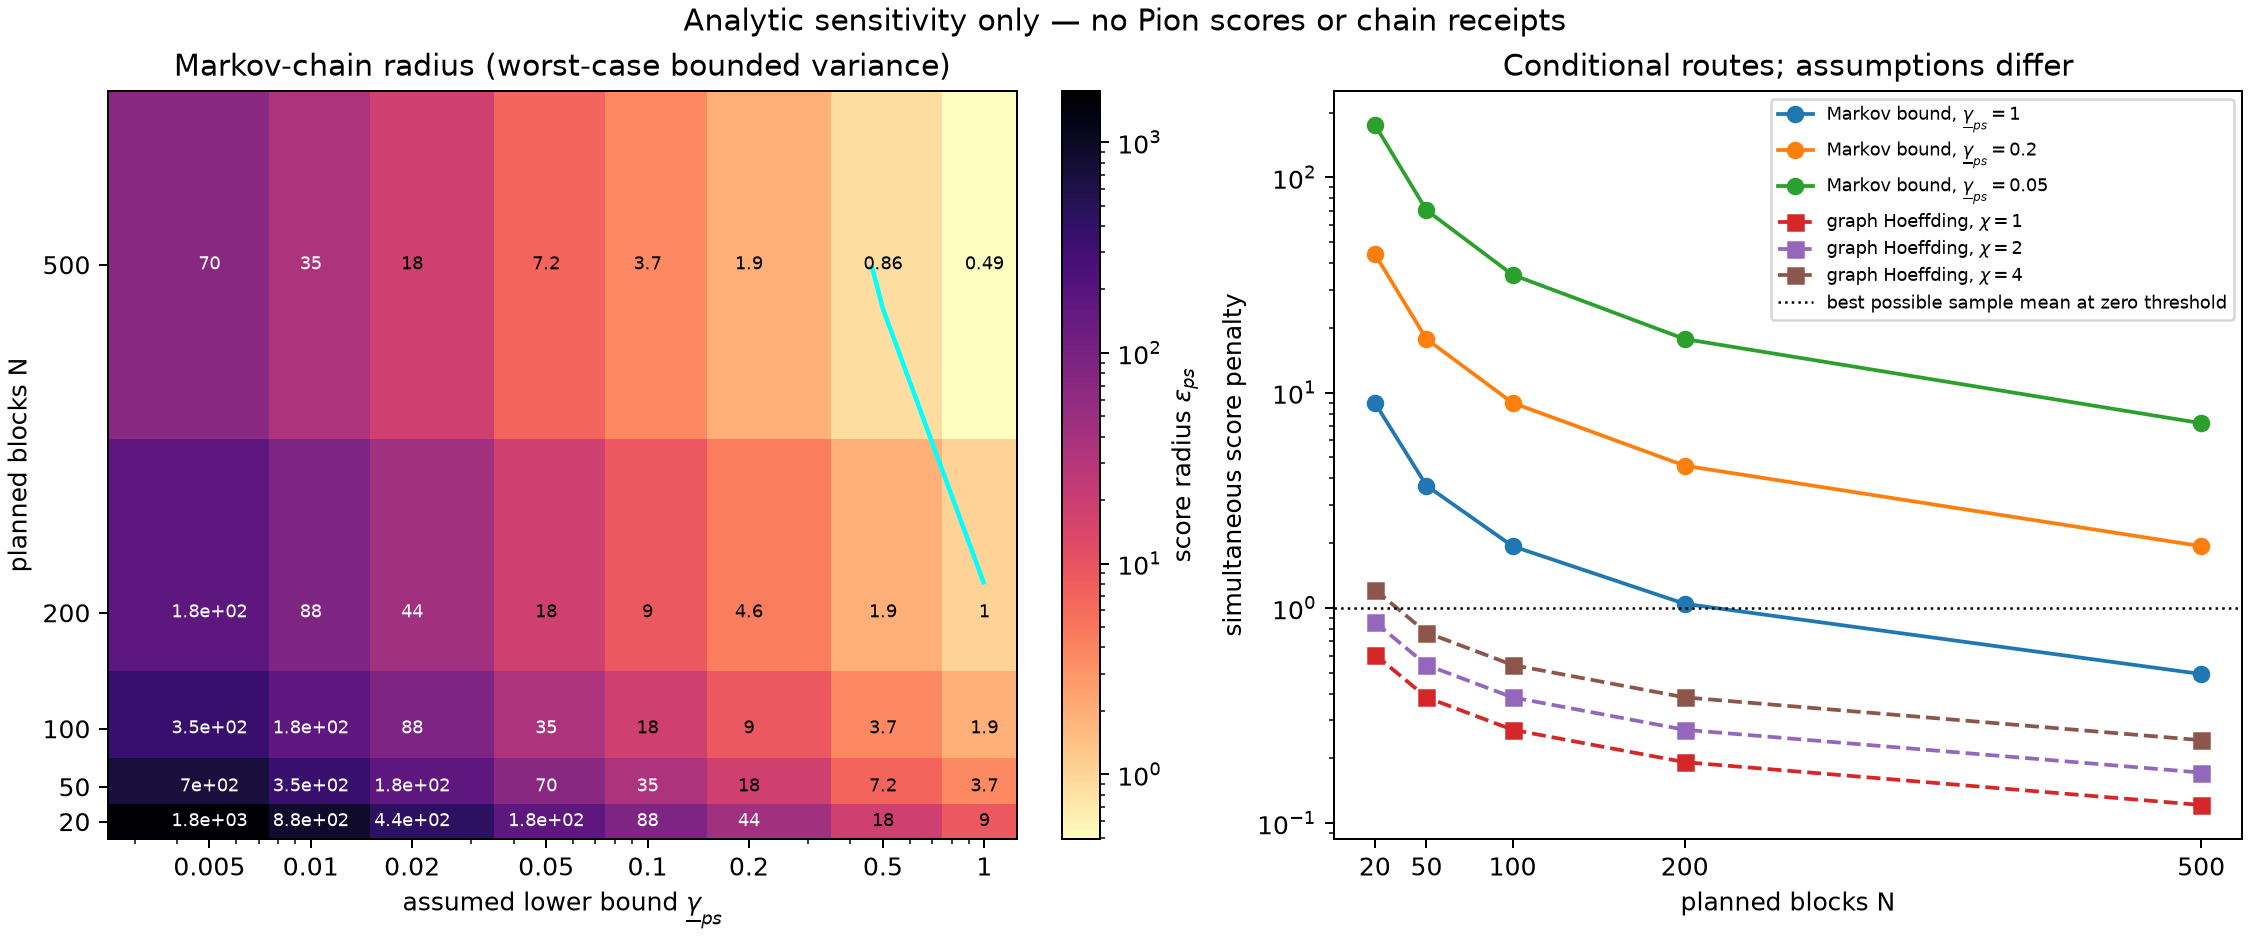 Analytic sensitivity only — no Pion scores or chain receipts
Markov-chain radius (worst-case bounded variance)
planned blocks N
500
200
100
50
20
70 35 18 7.2 3.7 1.9 0.86 0.49
1.8e+02 88 44 18 9 4.6 1.9 1
3.5e+02 1.8e+02 88 35 18 9 3.7 1.9
7e+02 3.5e+02 1.8e+02 70 35 18 7.2 3.7
1.8e+03 8.8e+02 4.4e+02 1.8e+02 88 44 18 9
0.005 0.01 0.02 0.05 0.1 0.2 0.5 1
assumed lower bound γ_ps
10³
10²
10¹
10⁰
score radius ε_ps
Conditional routes; assumptions differ
simultaneous score penalty
10²
10¹
10⁰
10⁻¹
Markov bound, γ_ps = 1
Markov bound, γ_ps = 0.2
Markov bound, γ_ps = 0.05
graph Hoeffding, χ = 1
graph Hoeffding, χ = 2
graph Hoeffding, χ = 4
best possible sample mean at zero threshold
20 50 100 200 500
planned blocks N